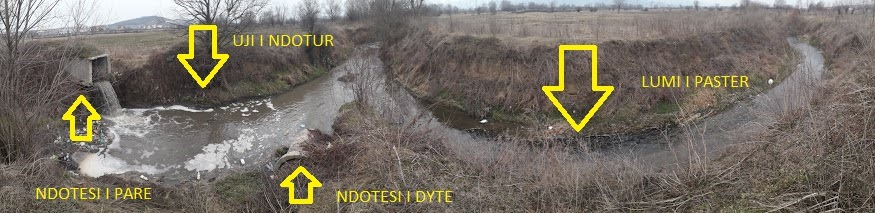 UJI I NDOTUR
LUMI I PASTER
NDOTESI I PARE
NDOTESI I DYTE